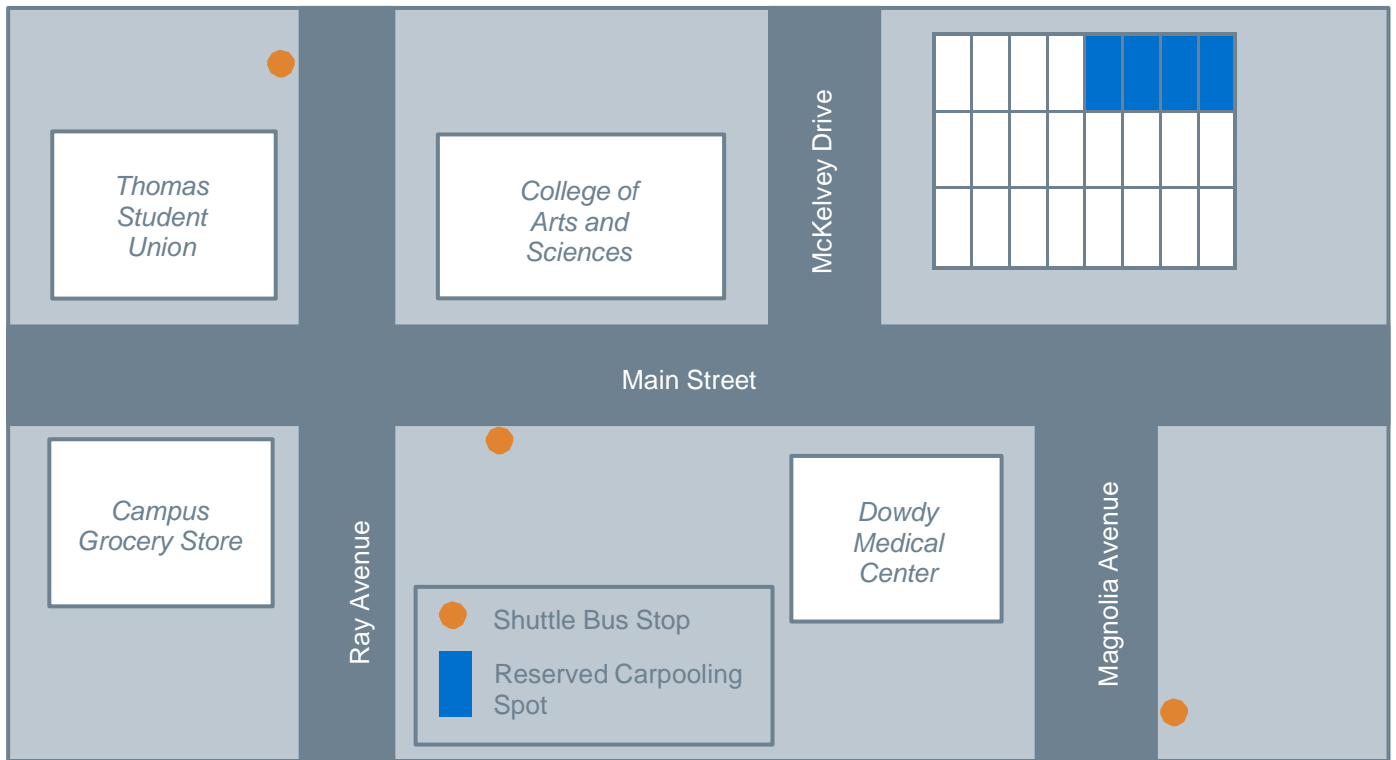 Thomas
Student
Union
College of
Arts and
Sciences
McKelvey Drive
Main Street
Campus
Grocery Store
Ray Avenue
Shuttle Bus Stop
Reserved Carpooling
Spot
Dowdy
Medical
Center
Magnolia Avenue